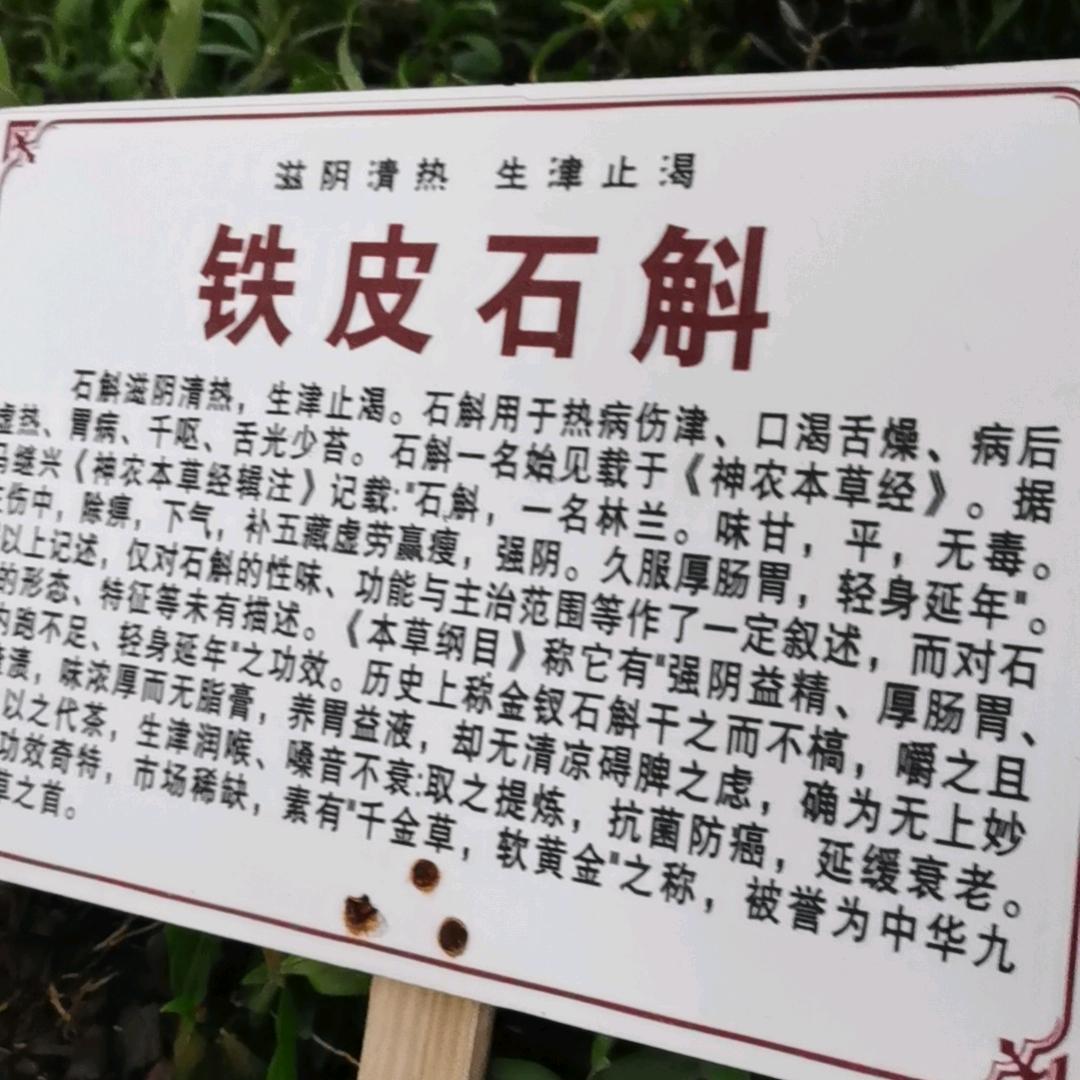 滋阴清热 生津止渴
铁皮石斛
石斛滋阴清热，生津止渴。石斛用于热病伤津、口渴舌燥、病后
虚热、胃病、干呕、舌光少苔。石斛一名始见载于《神农本草经》。据
继兴《神农本草经辑注》记载:"石斛，一名林兰。味甘，平，无毒。
伤中，除痹，下气，补五藏虚劳赢瘦，强阴。久服厚肠胃，轻身延年"。
以上记述，仅对石斛的性味、功能与主治范围等作了一定叙述，而对石
的形态、特征等未有描述。《本草纲目》称它有"强阴益精、厚肠胃、
内跑不足、轻身延年"之功效。历史上称金钗石斛干之而不槁，嚼之且
渍，味浓厚而无脂膏，养胃益液，却无清凉碍脾之虑，确为无上妙
以之代茶，生津润喉、嗓音不衰:取之提炼，抗菌防癌，延缓衰老。
功效奇特，市场稀缺，素有"千金草，软黄金"之称，被誉为中华九
草之首。